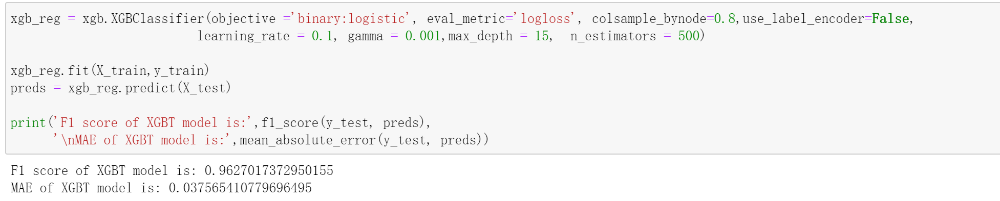 xgb_reg = xgb.XGBClassifier(objective ='binary:logistic', eval_metric='logloss', colsample_bynode=0.8,use_label_encoder=False,
learning_rate = 0.1, gamma = 0.001,max_depth = 15,  n_estimators = 500)
xgb_reg.fit(X_train,y_train)
preds = xgb_reg.predict(X_test)
print('F1 score of XGBT model is:',f1_score(y_test, preds),
'\nMAE of XGBT model is:',mean_absolute_error(y_test, preds))
F1 score of XGBT model is: 0.9627017372950155
MAE of XGBT model is: 0.037565410779696495